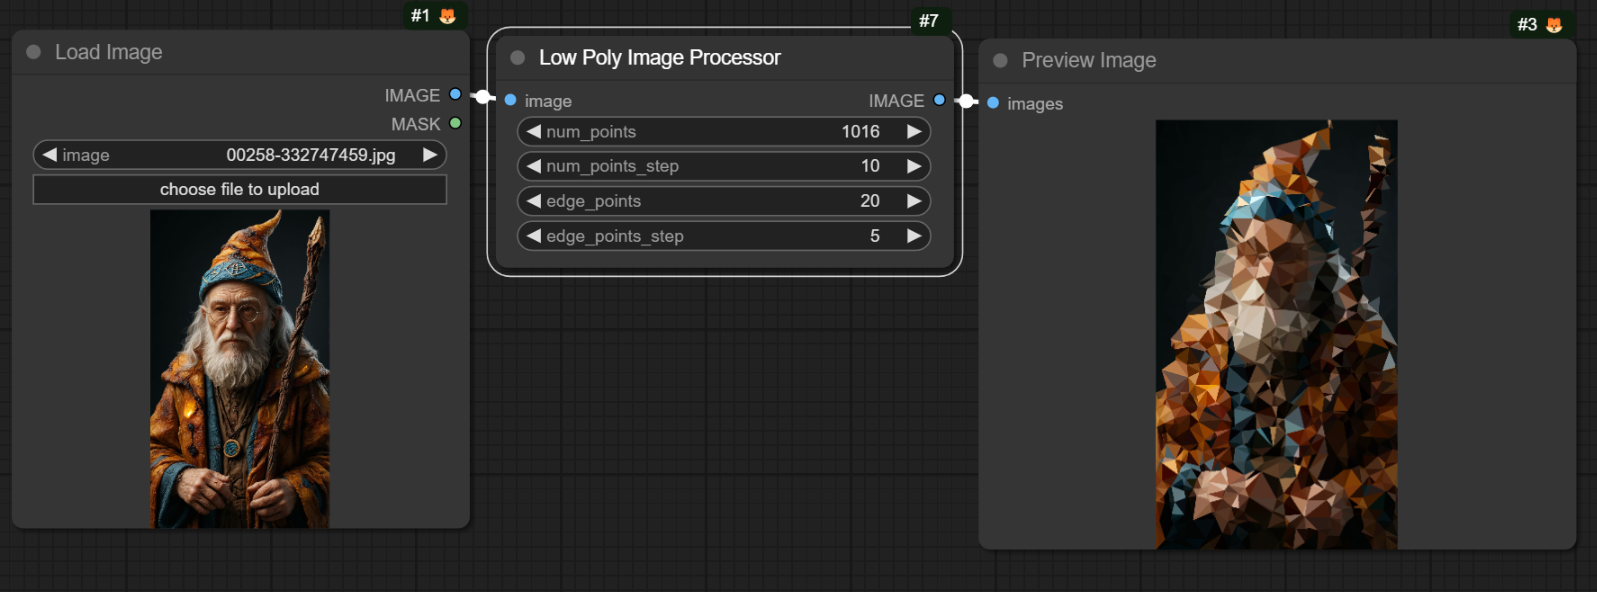 #1
Load Image
IMAGE
MASK
image 00258-332747459.jpg
choose file to upload
#7
Low Poly Image Processor
image IMAGE
num_points 1016
num_points_step 10
edge_points 20
edge_points_step 5
#3
Preview Image
images